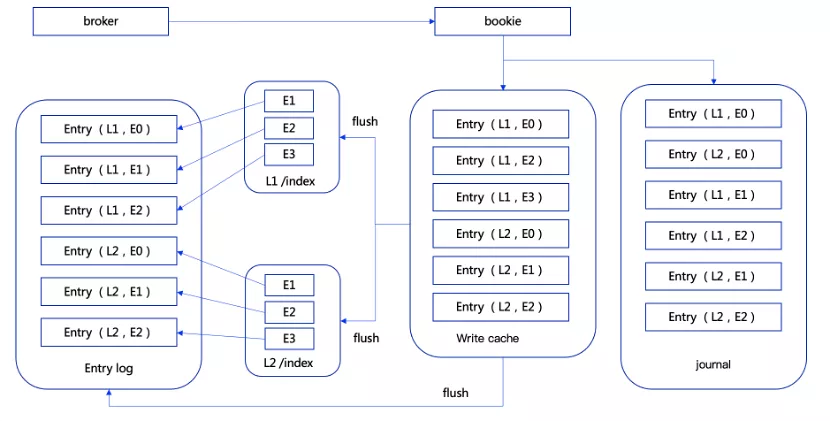 broker
bookie
Entry（L1，E0）
Entry（L1，E1）
Entry（L1，E2）
Entry（L2，E0）
Entry（L2，E1）
Entry（L2，E2）
Entry log
E1
E2
E3
L1 /index
flush
E1
E2
E3
L2 /index
flush
Entry（L1，E0）
Entry（L1，E2）
Entry（L1，E3）
Entry（L2，E0）
Entry（L2，E1）
Entry（L2，E2）
Write cache
flush
Entry（L1，E0）
Entry（L2，E0）
Entry（L1，E1）
Entry（L1，E2）
Entry（L2，E1）
Entry（L2，E2）
journal